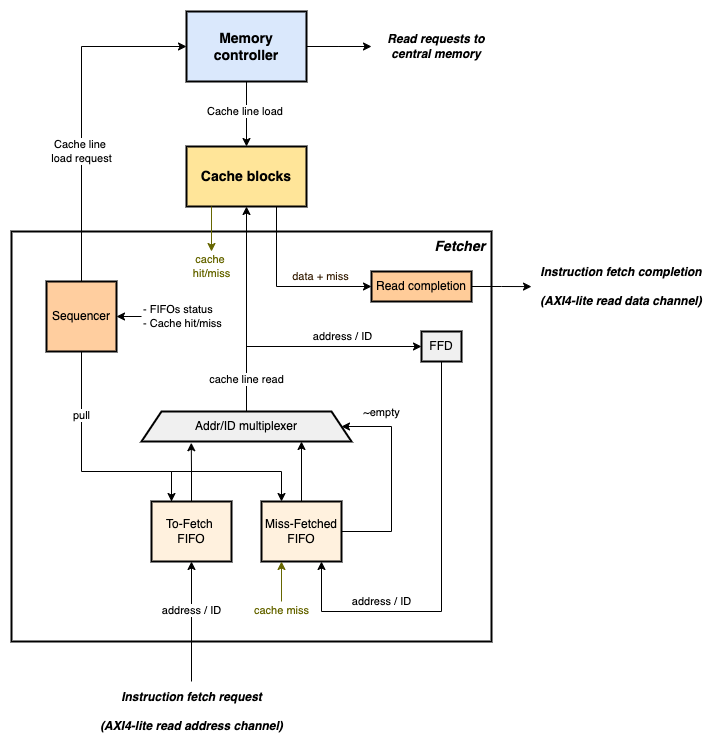 Memory
controller
Read requests to
central memory
Cache line load
Cache line
load request
Cache blocks
Fetcher
cache
hit/miss
data + miss
Read completion
Instruction fetch completion
(AXI4-lite read data channel)
Sequencer
- FIFOs status
- Cache hit/miss
address / ID
FFD
cache line read
pull
~empty
Addr/ID multiplexer
To-Fetch
FIFO
Miss-Fetched
FIFO
address / ID
cache miss
address / ID
Instruction fetch request
(AXI4-lite read address channel)